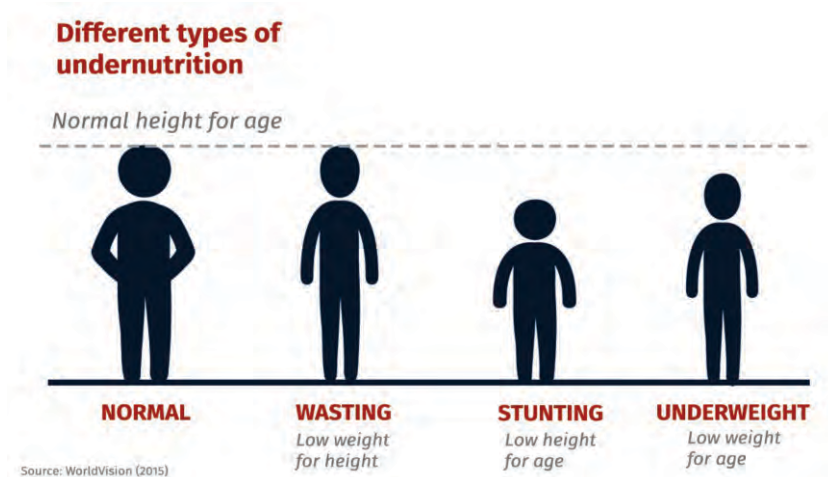 Different types of
undernutrition
Normal height for age
NORMAL
WASTING
Low weight
for height
STUNTING
Low height
for age
UNDERWEIGHT
Low weight
for age
Source: WorldVision (2015)